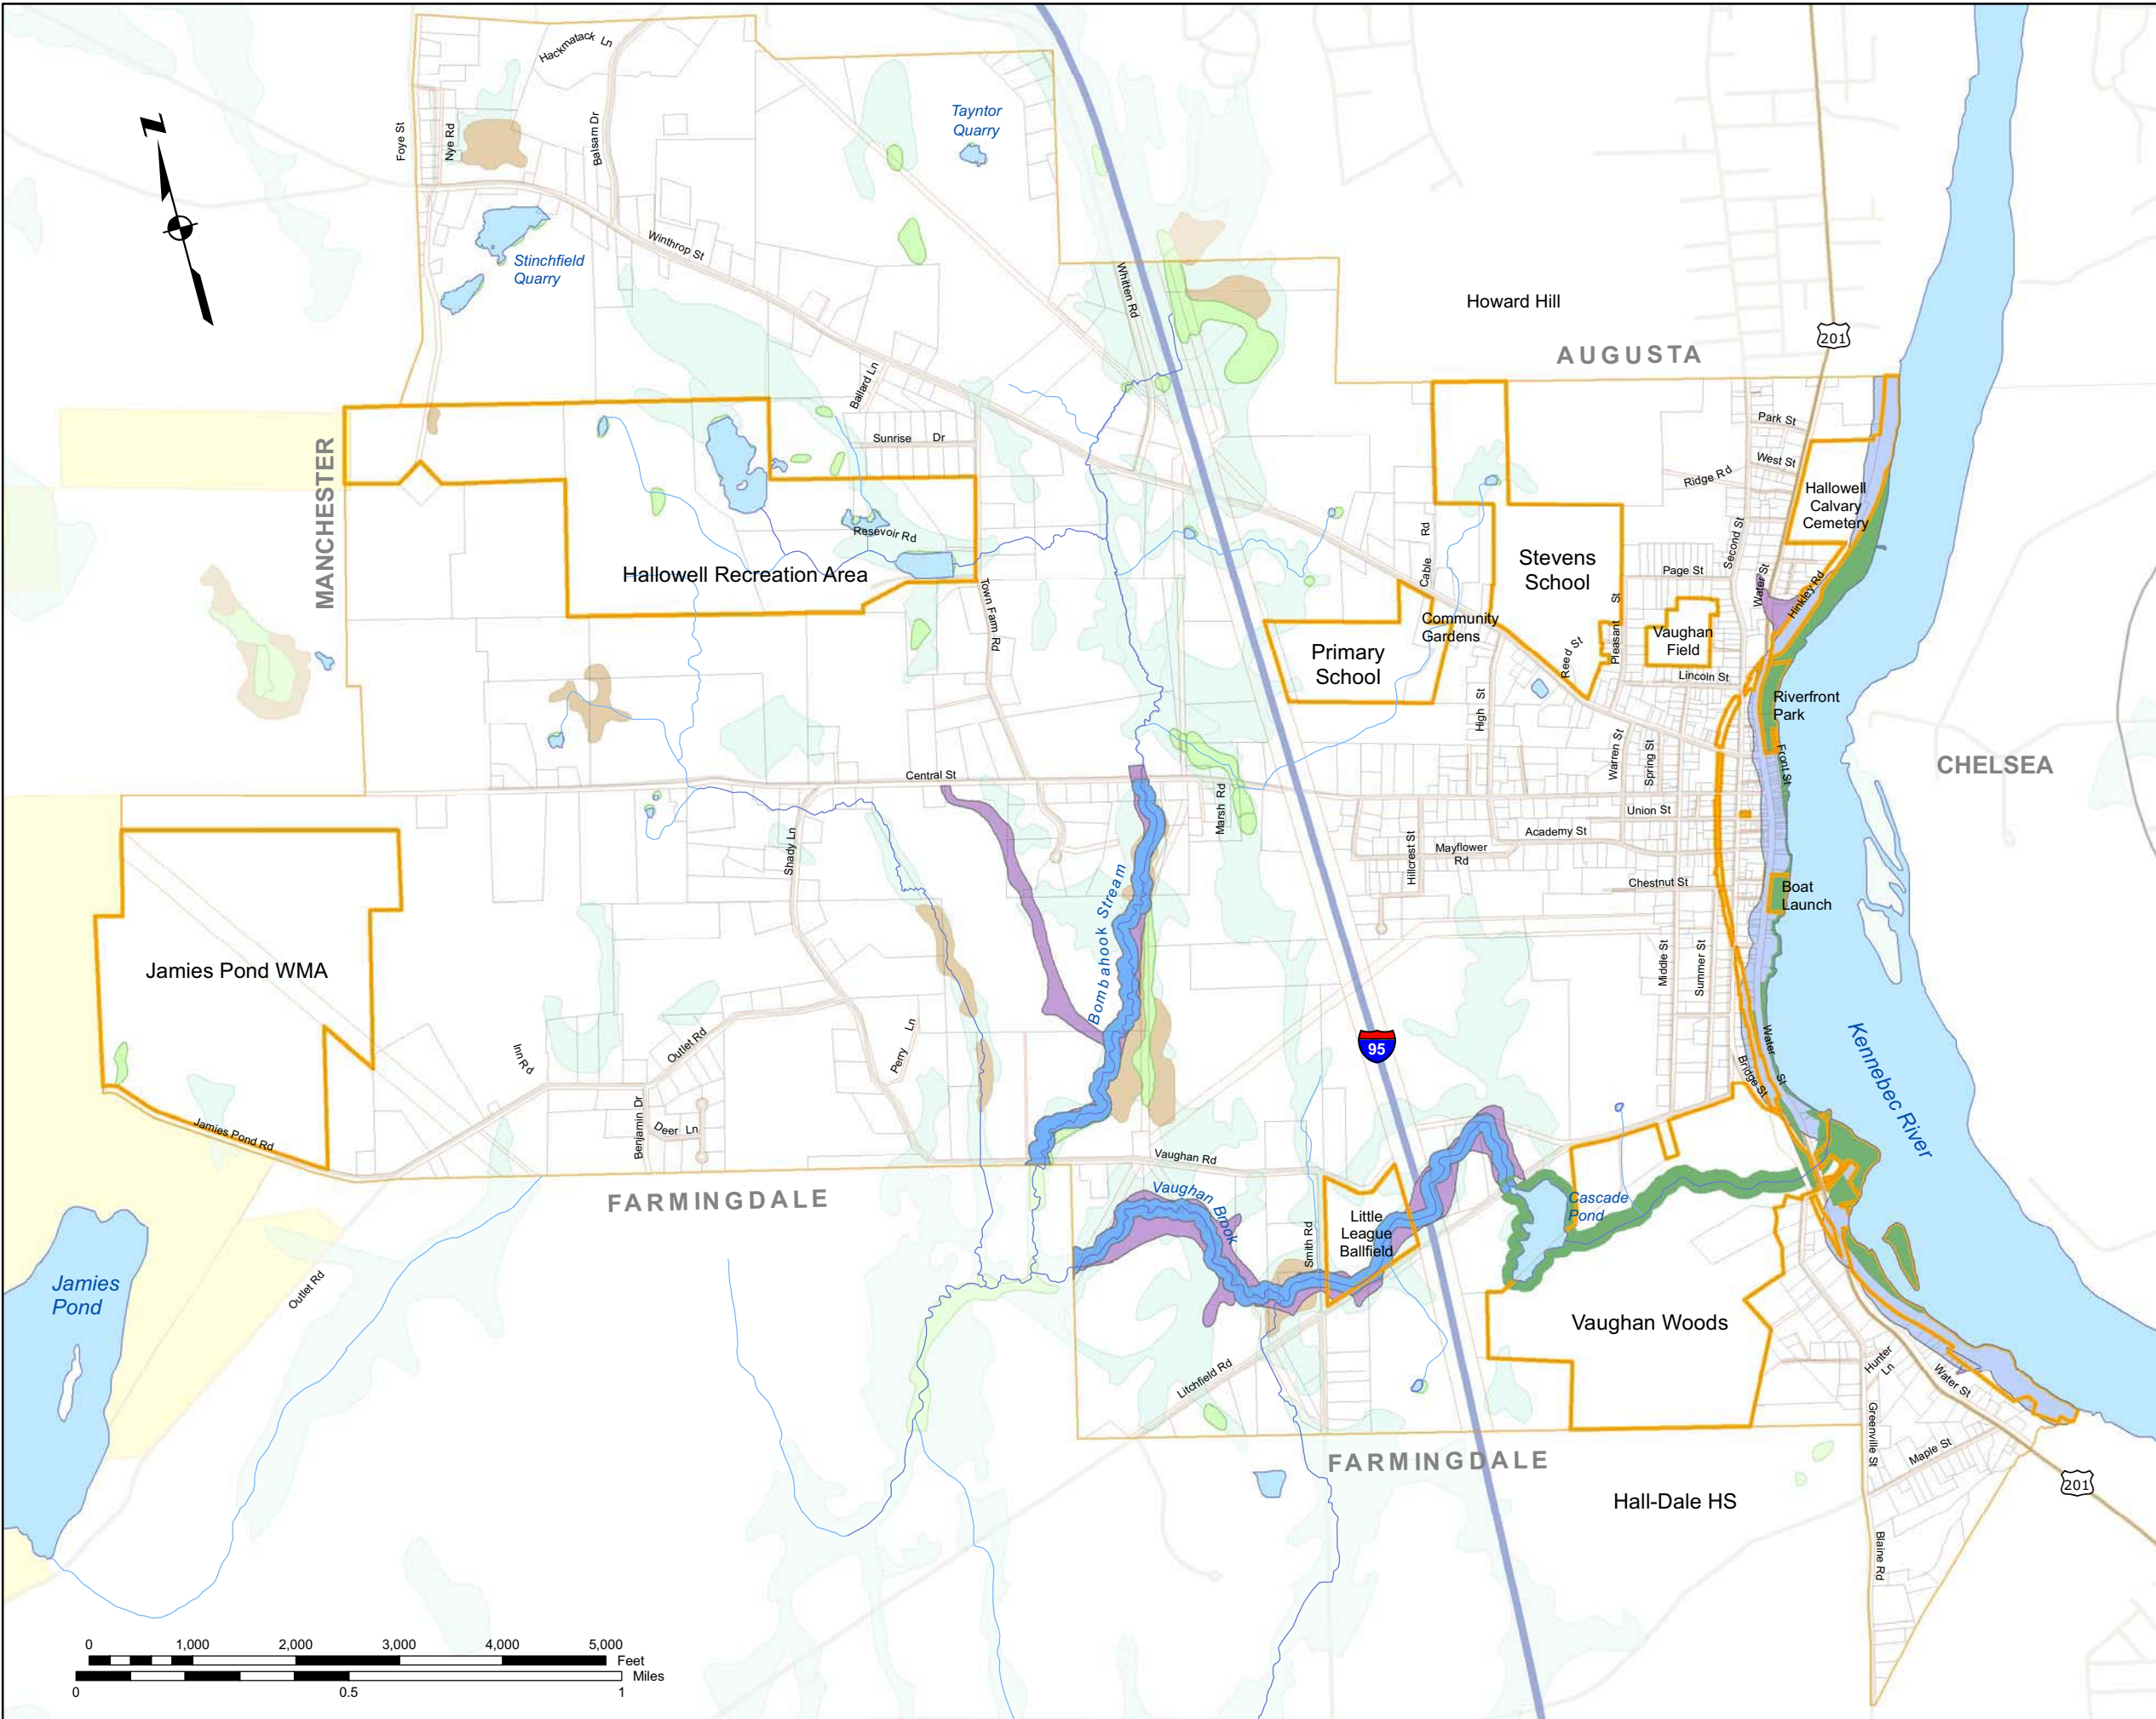 Hackmatack Ln
Foye St
Nye Rd
Balsam Dr
Tayntor
Quarry
N
Winthrop St
Stinchfield
Quarry
Whitten Rd
Howard Hill
AUGUSTA
201
Ballard Ln
Sunrise Dr
Park St
West St
Ridge Rd
Hallowell
Calvary
Cemetery
MANCHESTER
Resevoir Rd
Hallowell Recreation Area
Town Farm Rd
Cable Rd
Stevens
School
Second St
Page St
Water St
Hinkley Rd
Community
Gardens
Primary
School
Reed St
Pleasant St
Vaughan
Field
Lincoln St
Riverfront
Park
High St
Warren St
Spring St
Front St
CHELSEA
Central St
Marsh Rd
Union St
Academy St
Shady Ln
Hillcrest St
Mayflower
Rd
Chestnut St
Boat
Launch
Bombahook Stream
Jamies Pond WMA
Middle St
Summer St
Inn Rd
Outlet Rd
Perry Ln
95
Water St
Bridge St
Kennebec River
Jamies Pond Rd
Benjamin Dr
Deer Ln
Vaughan Rd
FARMINGDALE
Vaughan Brook
Cascade
Pond
Smith Rd
Little
League
Ballfield
Jamies
Pond
Outlet Rd
Vaughan Woods
Litchfield Rd
Hunter
Ln
Water St
Greenville St
Maple St
FARMINGDALE
Hall-Dale HS
201
Blaine Rd
0 1,000 2,000 3,000 4,000 5,000
Feet
Miles
0 0.5 1